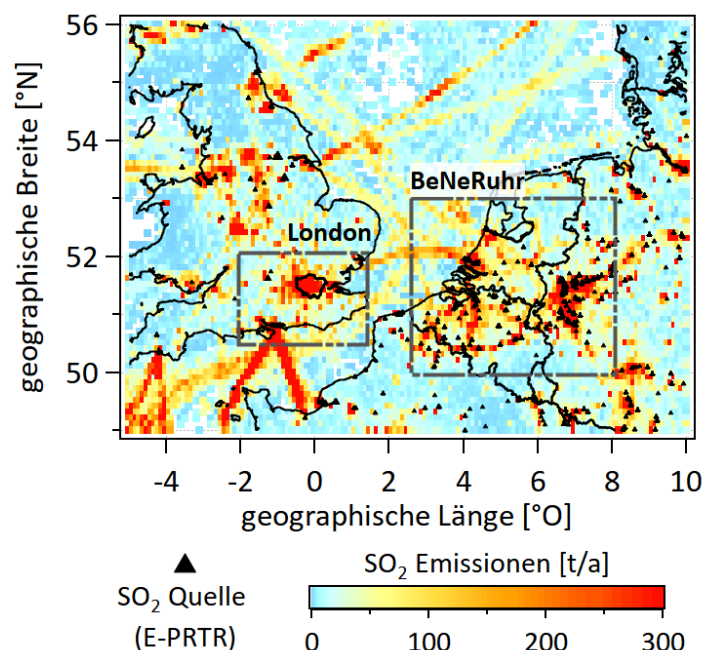 56
54
52
50
geographische Breite [°N]
BeNeRuhr
London
-4 -2 0 2 4 6 8 10
geographische Länge [°O]
SO₂ Quelle
(E-PRTR)
SO₂ Emissionen [t/a]
0 100 200 300